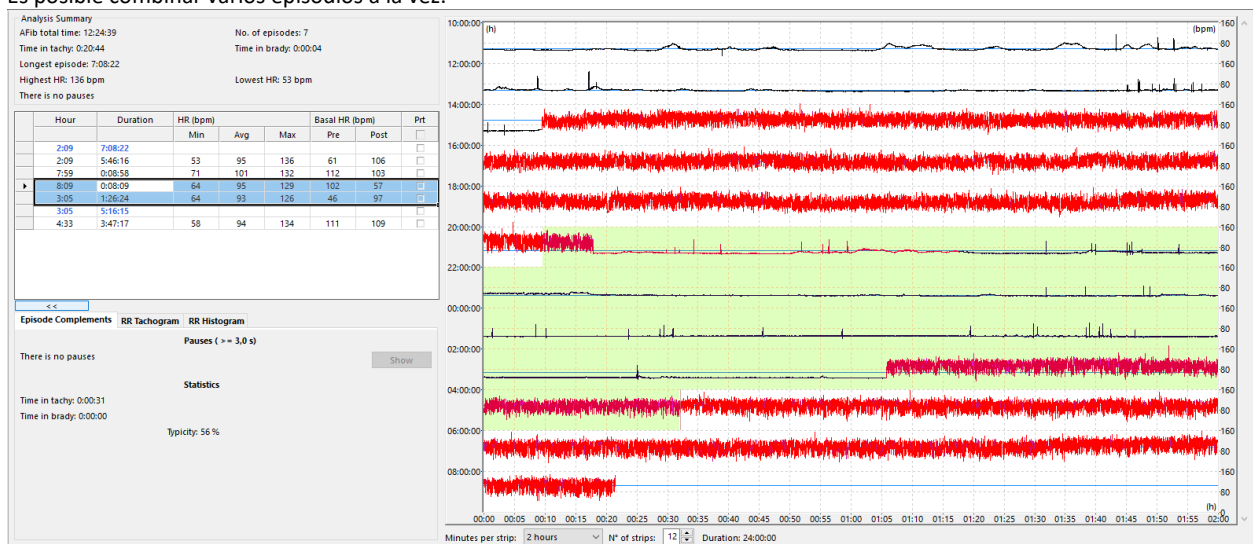 Es posible combinar varios episodios a la vez:
Analysis Summary
AFib total time: 12:24:39 No. of episodes: 7
Time in tachy: 0:20:44 Time in brady: 0:00:04
Longest episode: 7:08:22
Highest HR: 136 bpm Lowest HR: 53 bpm
There is no pauses
Hour Duration HR (bpm) Basal HR (bpm) Prt
Min Avg Max Pre Post
2:09 7:08:22
2:09 5:46:16 53 95 136 61 106
7:59 0:08:58 71 101 132 112 103
8:09 0:08:09 64 95 129 102 57
3:05 1:26:24 64 93 126 46 97
3:05 5:16:15
4:33 3:47:17 58 94 134 111 109
<<
Episode Complements RR Tachogram RR Histogram
Pauses ( > = 3,0 s)
There is no pauses Show
Statistics
Time in tachy: 0:00:31
Time in brady: 0:00:00
Typicity: 56 %
10:00:00 (h) (bpm) 160
80
12:00:00 160
80
14:00:00 160
80
16:00:00 160
80
18:00:00 160
80
20:00:00 160
80
22:00:00 160
80
00:00:00 160
80
02:00:00 160
80
04:00:00 160
80
06:00:00 160
80
08:00:00 160
80
(h) 0
00:00 00:05 00:10 00:15 00:20 00:25 00:30 00:35 00:40 00:45 00:50 00:55 01:00 01:05 01:10 01:15 01:20 01:25 01:30 01:35 01:40 01:45 01:50 01:55 02:00
Minutes per strip: 2 hours N° of strips: 12 Duration: 24:00:00